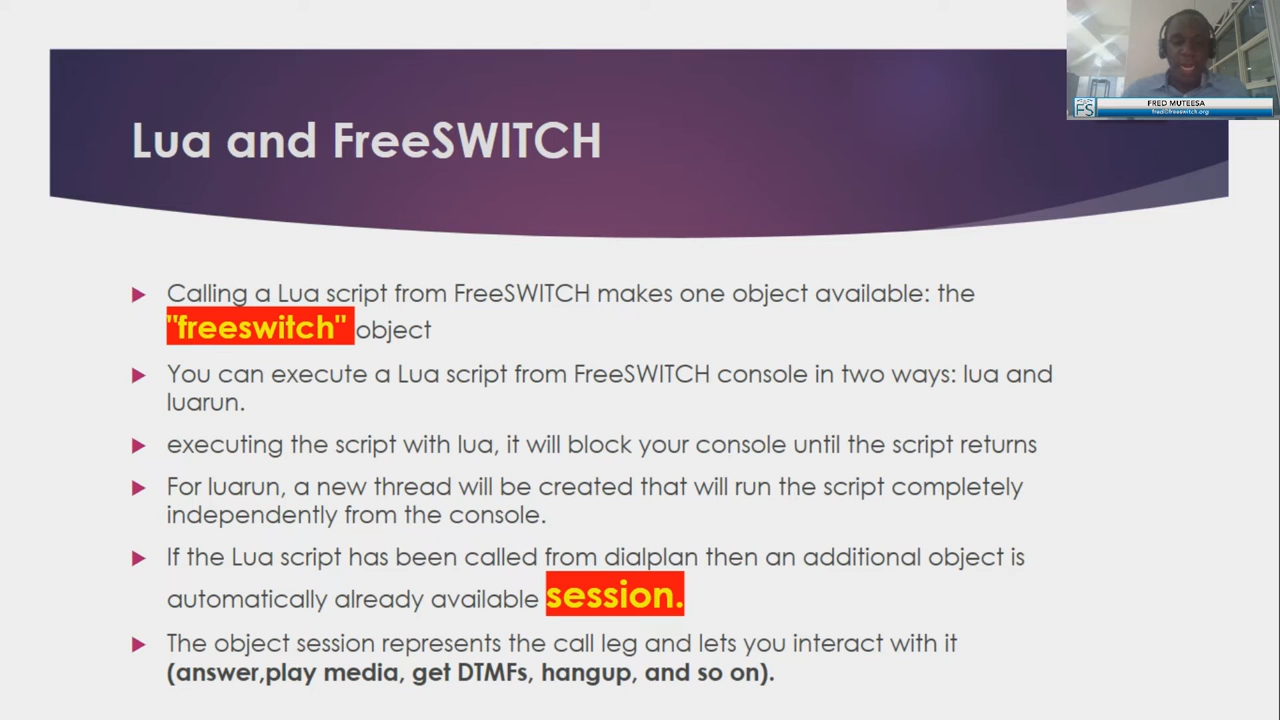 FRED MUTEESA
fred@freeswitch.org
FS
Lua and FreeSWITCH
Calling a Lua script from FreeSWITCH makes one object available: the
"freeswitch" object
You can execute a Lua script from FreeSWITCH console in two ways: lua and
luarun.
executing the script with lua, it will block your console until the script returns
For luarun, a new thread will be created that will run the script completely
independently from the console.
If the Lua script has been called from dialplan then an additional object is
automatically already available session.
The object session represents the call leg and lets you interact with it
(answer,play media, get DTMFs, hangup, and so on).